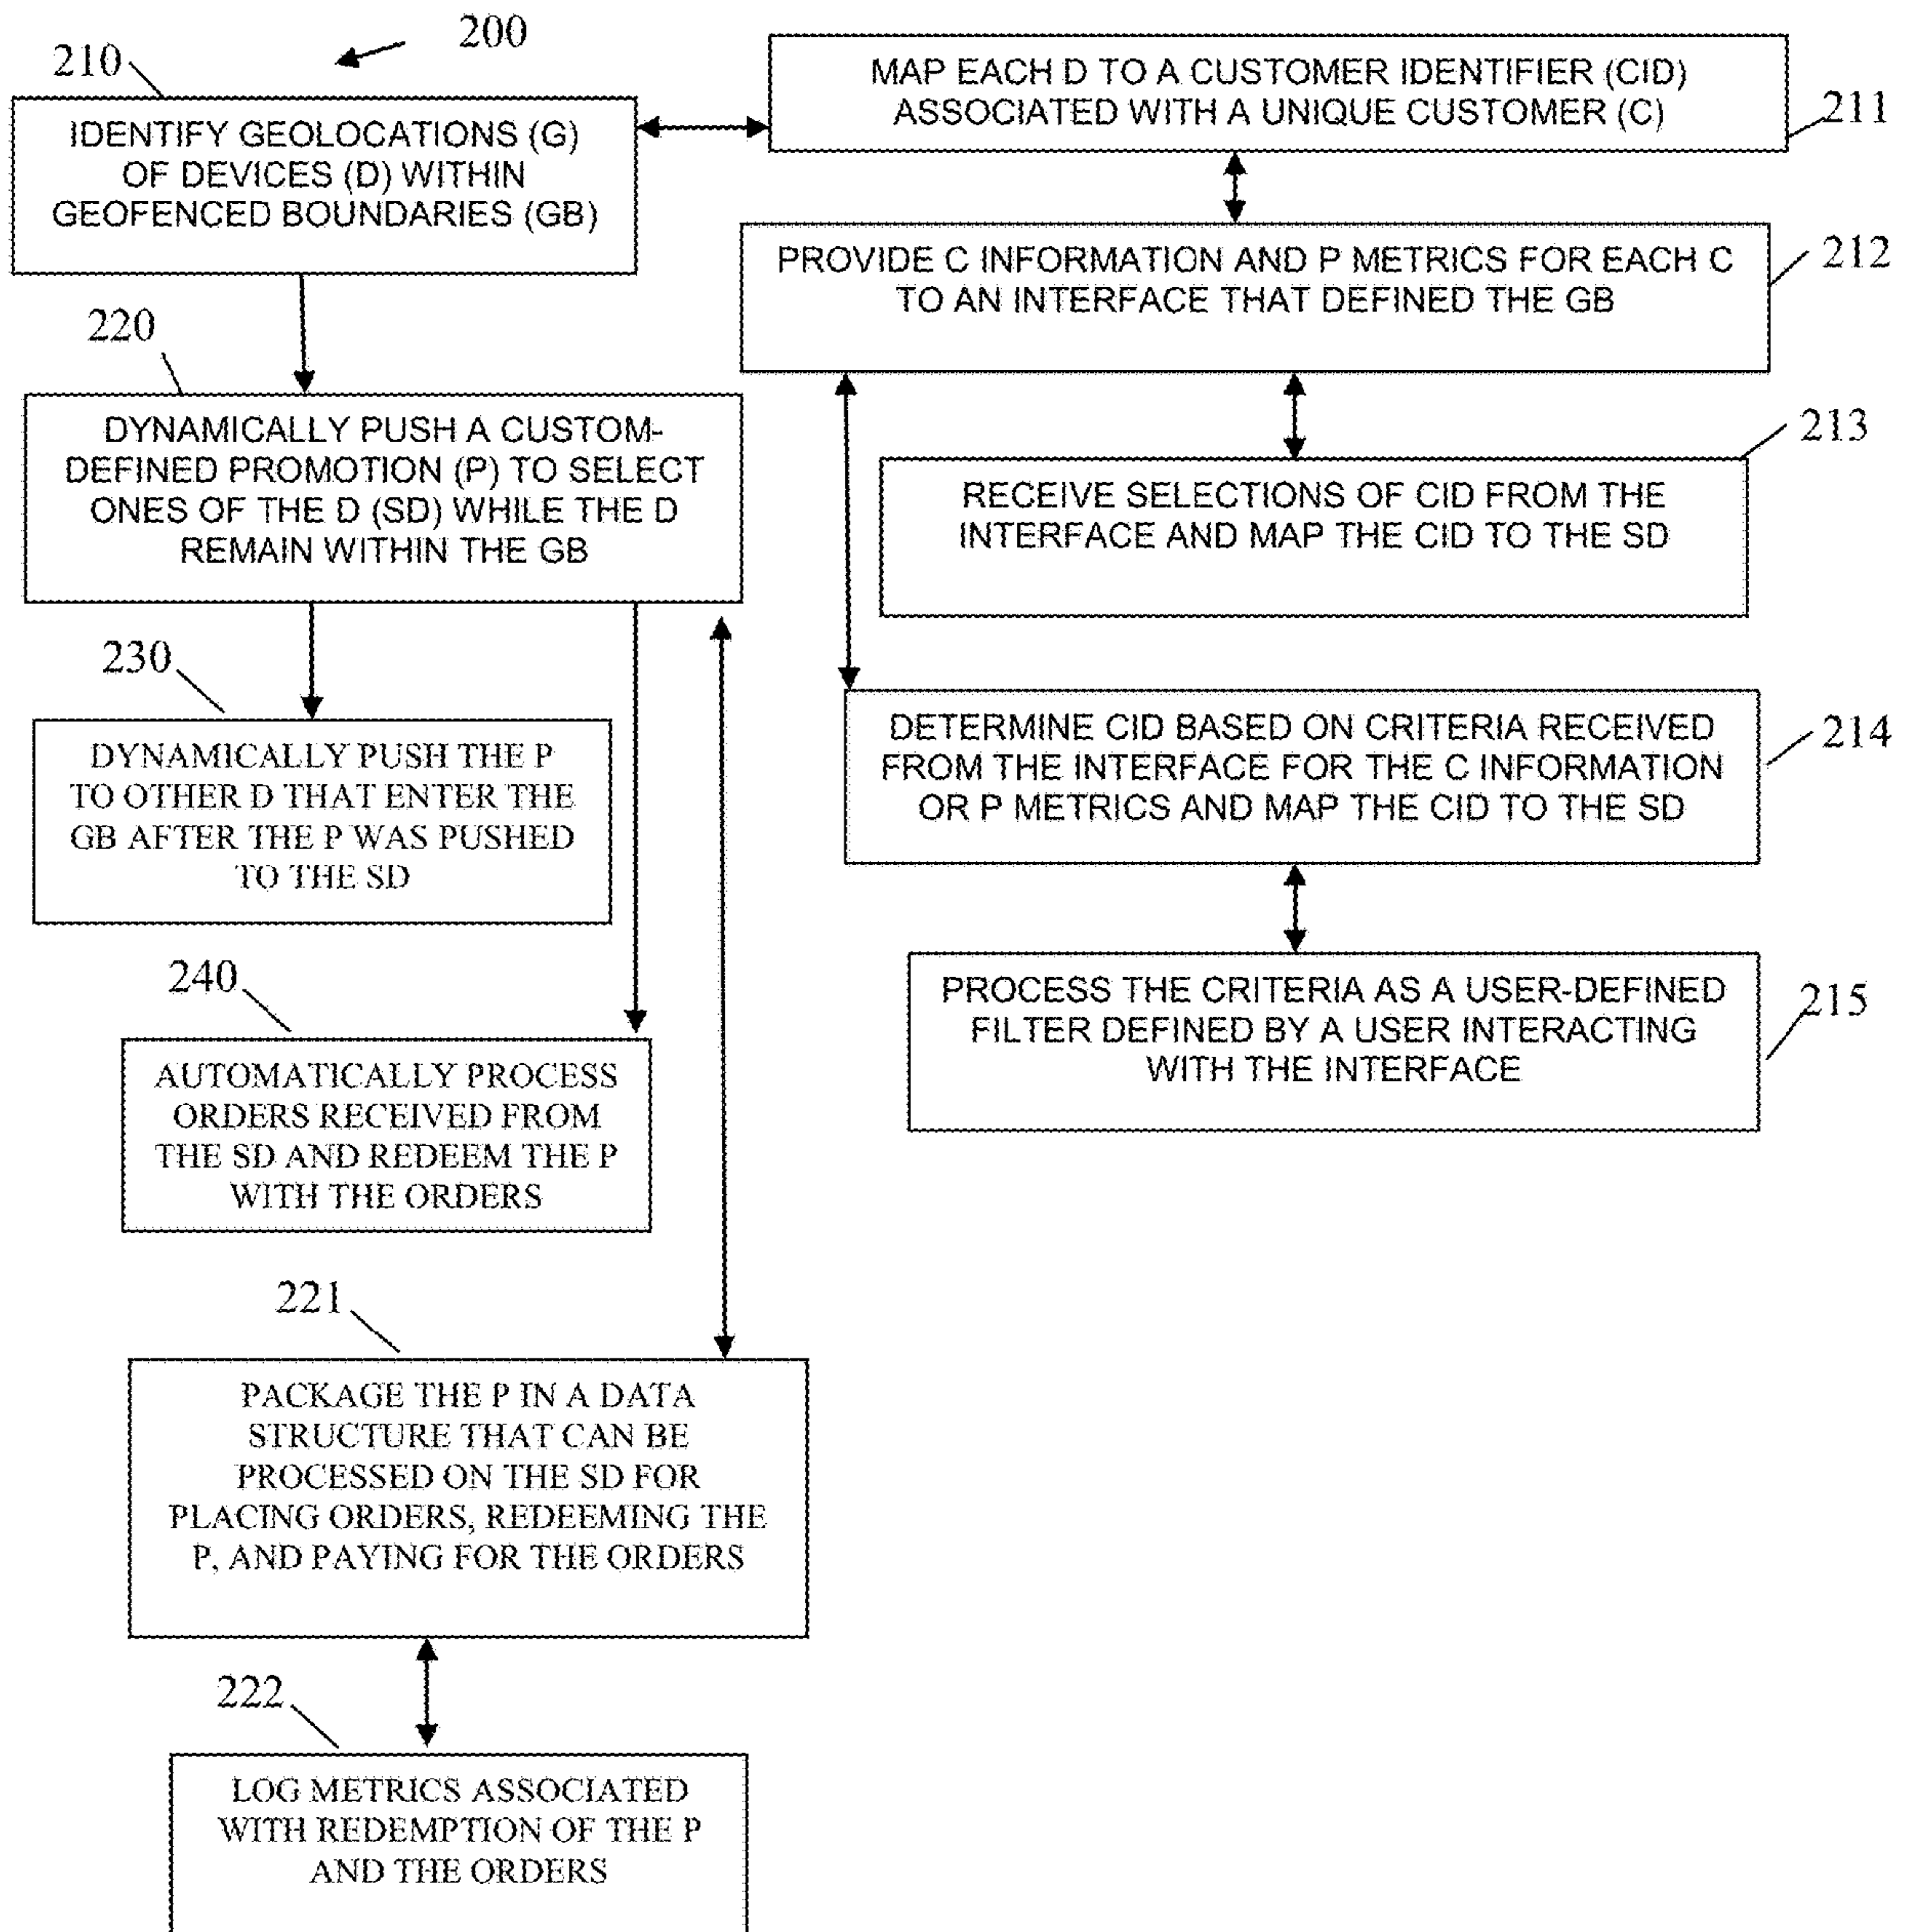 200
210
IDENTIFY GEOLOCATIONS (G)
OF DEVICES (D) WITHIN
GEOFENCED BOUNDARIES (GB)
MAP EACH D TO A CUSTOMER IDENTIFIER (CID)
ASSOCIATED WITH A UNIQUE CUSTOMER (C)
211
PROVIDE C INFORMATION AND P METRICS FOR EACH C
TO AN INTERFACE THAT DEFINED THE GB
212
220
DYNAMICALLY PUSH A CUSTOM-
DEFINED PROMOTION (P) TO SELECT
ONES OF THE D (SD) WHILE THE D
REMAIN WITHIN THE GB
213
RECEIVE SELECTIONS OF CID FROM THE
INTERFACE AND MAP THE CID TO THE SD
230
DYNAMICALLY PUSH THE P
TO OTHER D THAT ENTER THE
GB AFTER THE P WAS PUSHED
TO THE SD
DETERMINE CID BASED ON CRITERIA RECEIVED
FROM THE INTERFACE FOR THE C INFORMATION
OR P METRICS AND MAP THE CID TO THE SD
214
240
AUTOMATICALLY PROCESS
ORDERS RECEIVED FROM
THE SD AND REDEEM THE P
WITH THE ORDERS
PROCESS THE CRITERIA AS A USER-DEFINED
FILTER DEFINED BY A USER INTERACTING
WITH THE INTERFACE
215
221
PACKAGE THE P IN A DATA
STRUCTURE THAT CAN BE
PROCESSED ON THE SD FOR
PLACING ORDERS, REDEEMING THE
P, AND PAYING FOR THE ORDERS
222
LOG METRICS ASSOCIATED
WITH REDEMPTION OF THE P
AND THE ORDERS